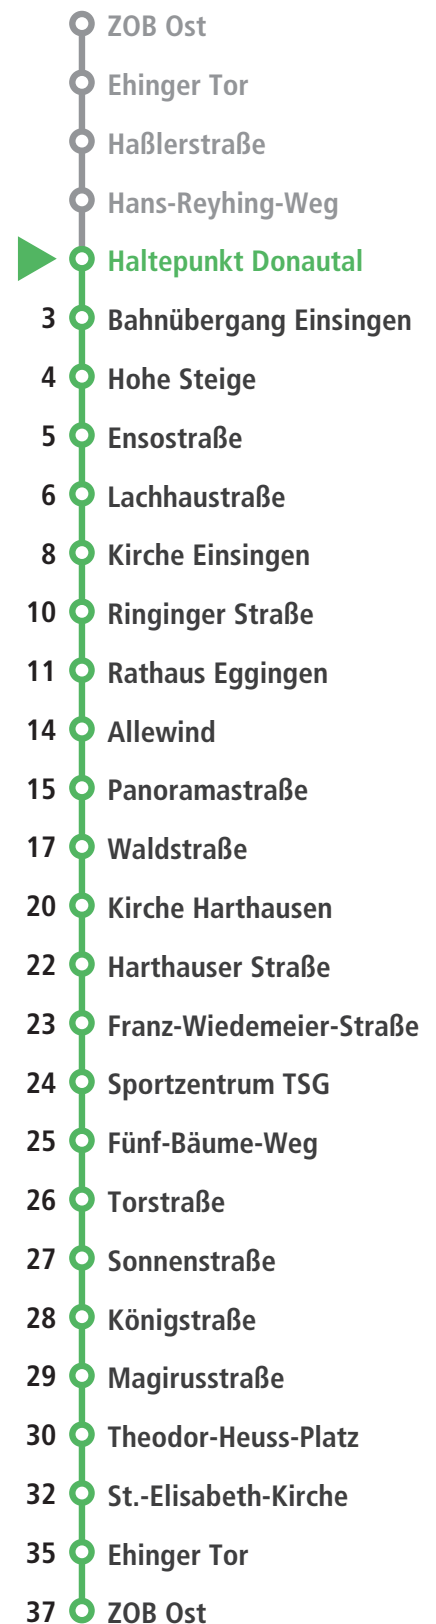 ZOB Ost
Ehinger Tor
Haßlerstraße
Hans-Reyhing-Weg
Haltepunkt Donautal
3 Bahnübergang Einsingen
4 Hohe Steige
5 Ensostraße
6 Lachhaustraße
8 Kirche Einsingen
10 Ringinger Straße
11 Rathaus Eggingen
14 Allewind
15 Panoramastraße
17 Waldstraße
20 Kirche Harthausen
22 Harthauser Straße
23 Franz-Wiedemeier-Straße
24 Sportzentrum TSG
25 Fünf-Bäume-Weg
26 Torstraße
27 Sonnenstraße
28 Königstraße
29 Magirusstraße
30 Theodor-Heuss-Platz
32 St.-Elisabeth-Kirche
35 Ehinger Tor
37 ZOB Ost